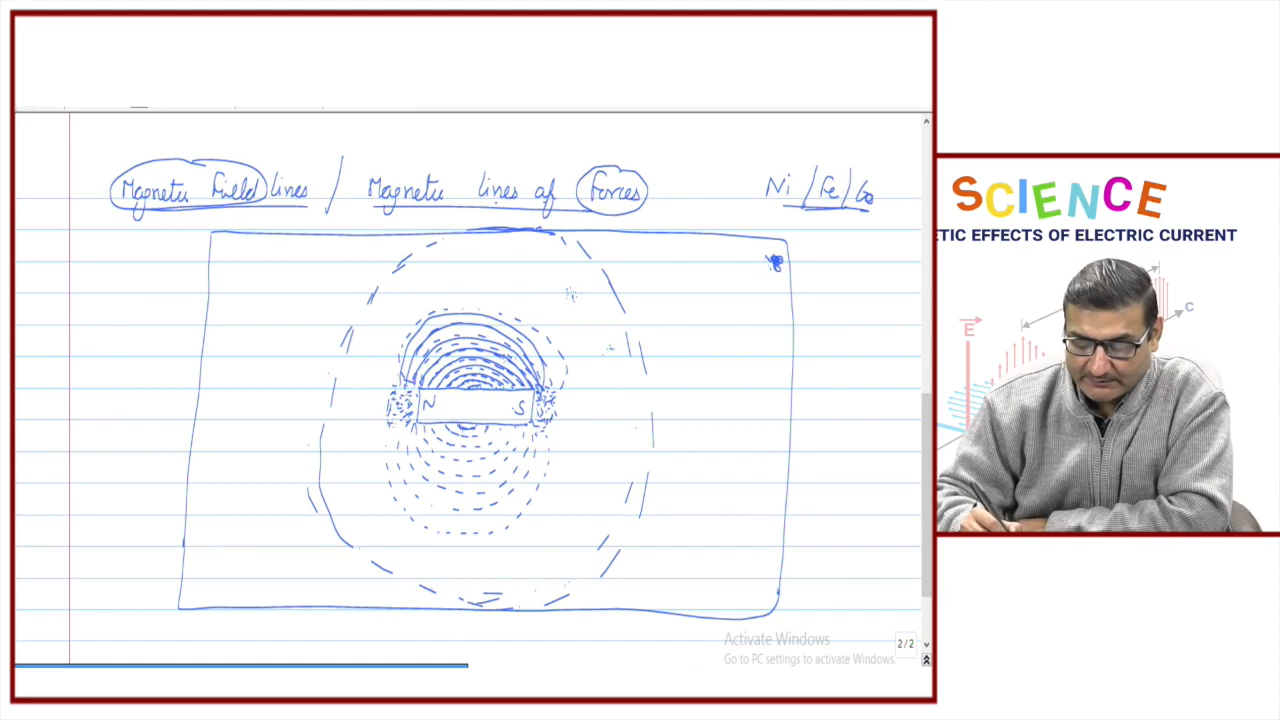 Magnetic Field lines / Magnetic lines of Forces
Ni / Fe / Co
N S
Activate Windows
Go to PC settings to activate Windows.
2/2
SCIENCE
ETIC EFFECTS OF ELECTRIC CURRENT
E
C